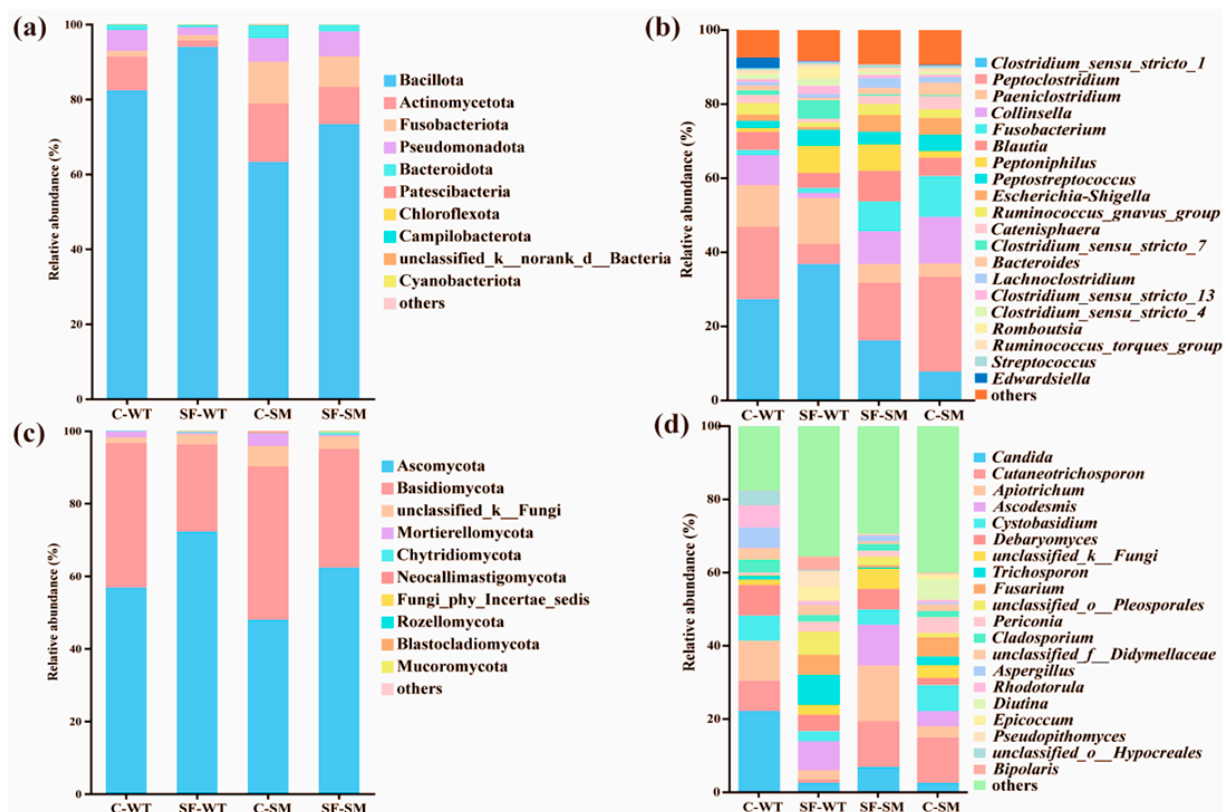 (a)
Relative abundance (%)
100
80
60
40
20
0
C-WT SF-WT C-SM SF-SM
Bacillota
Actinomycetota
Fusobacteriota
Pseudomonadota
Bacteroidota
Patescibacteria
Chloroflexota
Campilobacterota
unclassified_k__norank_d__Bacteria
Cyanobacteriota
others
(b)
Relative abundance (%)
100
80
60
40
20
0
C-WT SF-WT SF-SM C-SM
Clostridium_sensu_stricto_1
Peptoclostridium
Paeniclostridium
Collinsella
Fusobacterium
Blautia
Peptoniphilus
Peptostreptococcus
Escherichia-Shigella
Ruminococcus_gnavus_group
Catenisphaera
Clostridium_sensu_stricto_7
Bacteroides
Lachnoclostridium
Clostridium_sensu_stricto_13
Clostridium_sensu_stricto_4
Romboutsia
Ruminococcus_torques_group
Streptococcus
Edwardsiella
others
(c)
Relative abundance (%)
100
80
60
40
20
0
C-WT SF-WT C-SM SF-SM
Ascomycota
Basidiomycota
unclassified_k__Fungi
Mortierellomycota
Chytridiomycota
Neocallimastigomycota
Fungi_phy_Incertae_sedis
Rozellomycota
Blastocladiomycota
Mucoromycota
others
(d)
Relative abundance (%)
100
80
60
40
20
0
C-WT SF-WT SF-SM C-SM
Candida
Cutaneotrichosporon
Apiotrichum
Ascodesmis
Cystobasidium
Debaryomyces
unclassified_k__Fungi
Trichosporon
Fusarium
unclassified_o__Pleosporales
Periconia
Cladosporium
unclassified_f__Didymellaceae
Aspergillus
Rhodotorula
Diutina
Epicoccum
Pseudopithomyces
unclassified_o__Hypocreales
Bipolaris
others